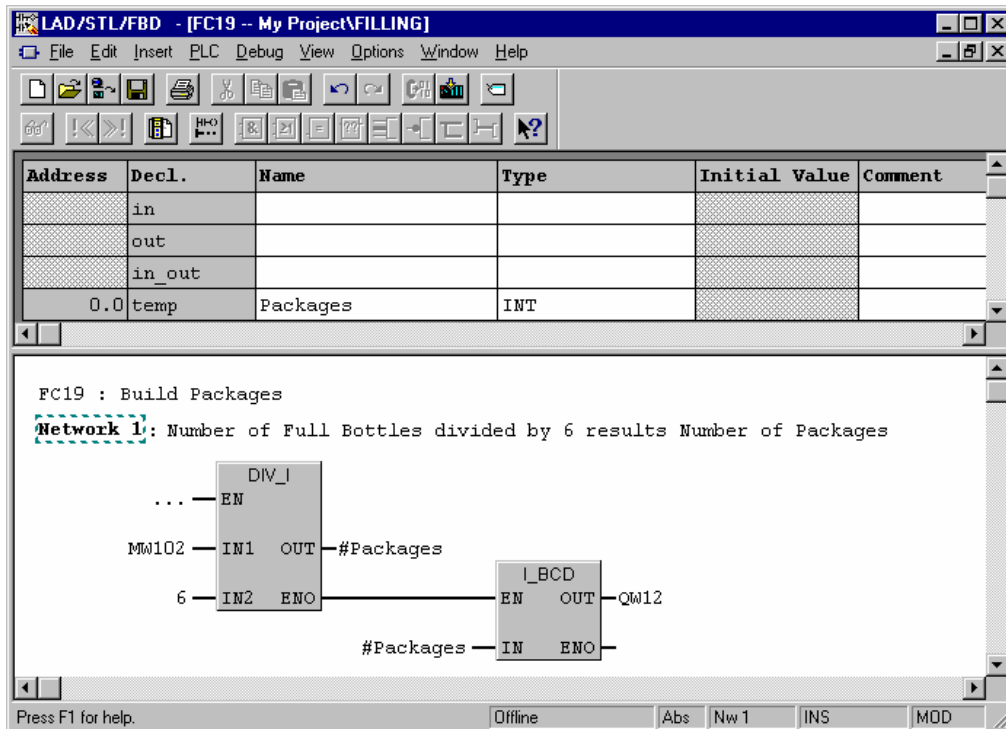 LAD/STL/FBD - [FC19 -- My Project\FILLING]
File Edit Insert PLC Debug View Options Window Help
Address Decl. Name Type Initial Value Comment
in
out
in_out
0.0 temp Packages INT
FC19 : Build Packages
Network 1: Number of Full Bottles divided by 6 results Number of Packages
DIV_I
... EN
MW102 IN1 OUT #Packages
I_BCD
6 IN2 ENO EN OUT QW12
#Packages IN ENO
Press F1 for help. Offline Abs Nw 1 INS MOD